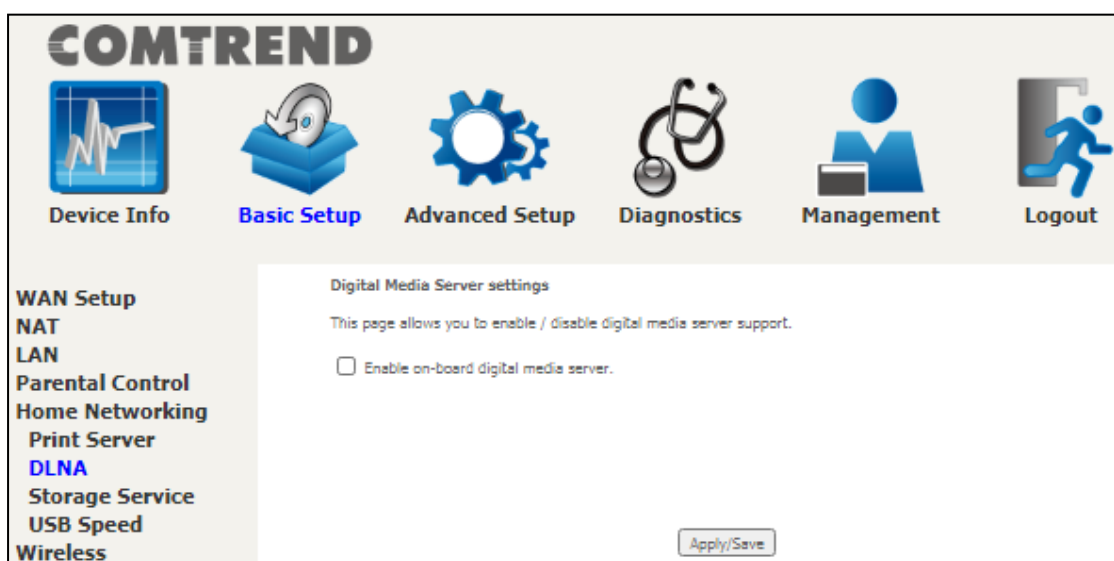 COMTREND
Device Info
Basic Setup
Advanced Setup
Diagnostics
Management
Logout
WAN Setup
NAT
LAN
Parental Control
Home Networking
Print Server
DLNA
Storage Service
USB Speed
Wireless
Digital Media Server settings
This page allows you to enable / disable digital media server support.
Enable on-board digital media server.
Apply/Save